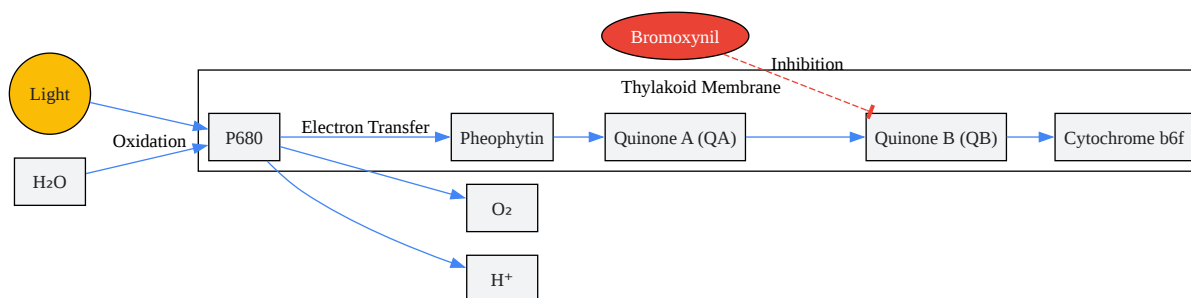 Bromoxynil
Inhibition
Thylakoid Membrane
Light
Oxidation
H₂O
P680
Electron Transfer
Pheophytin
Quinone A (QA)
Quinone B (QB)
Cytochrome b6f
O₂
H⁺